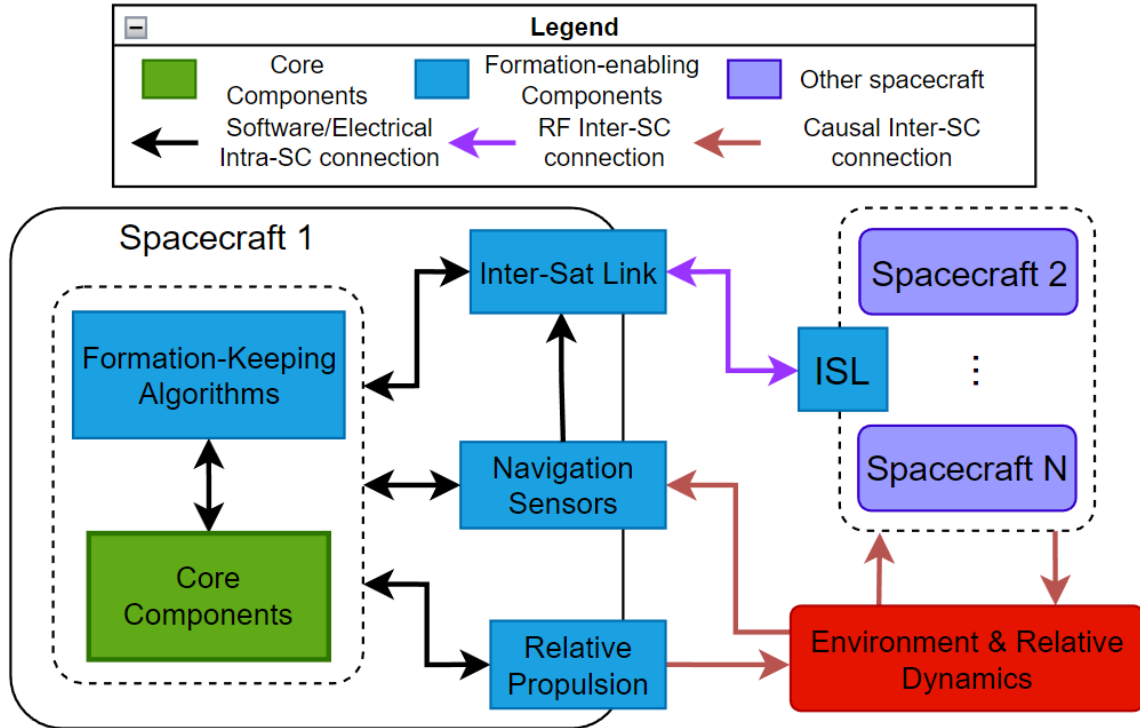 Legend
Core
Components
Formation-enabling
Components
Other spacecraft
Software/Electrical
Intra-SC connection
RF Inter-SC
connection
Causal Inter-SC
connection
Spacecraft 1
Inter-Sat Link
Spacecraft 2
Formation-Keeping
Algorithms
ISL
⋮
Navigation
Sensors
Spacecraft N
Core
Components
Relative
Propulsion
Environment & Relative
Dynamics